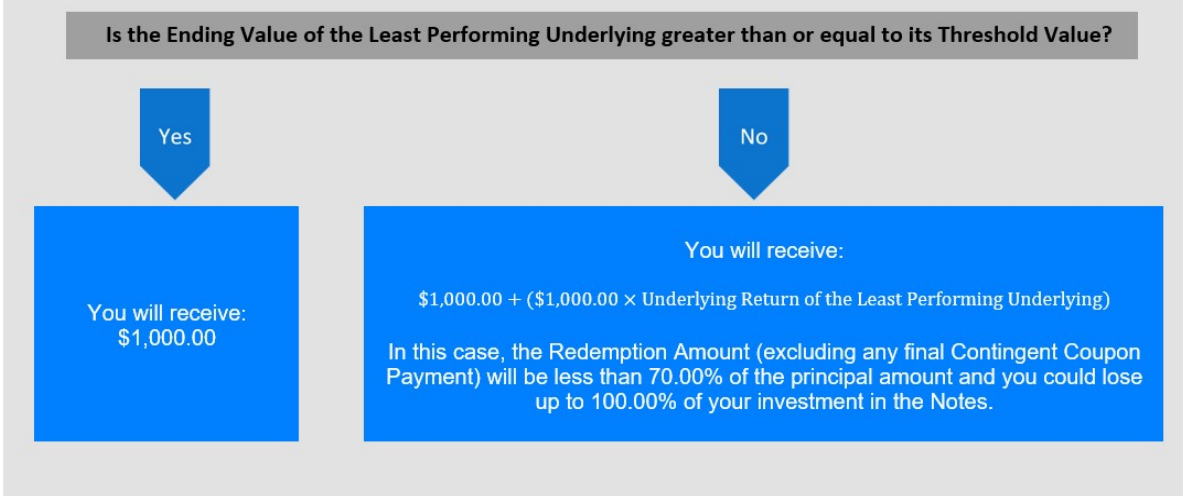 Is the Ending Value of the Least Performing Underlying greater than or equal to its Threshold Value?
Yes
No
You will receive:
$1,000.00
You will receive:
$1,000.00 + ($1,000.00 × Underlying Return of the Least Performing Underlying)
In this case, the Redemption Amount (excluding any final Contingent Coupon
Payment) will be less than 70.00% of the principal amount and you could lose
up to 100.00% of your investment in the Notes.